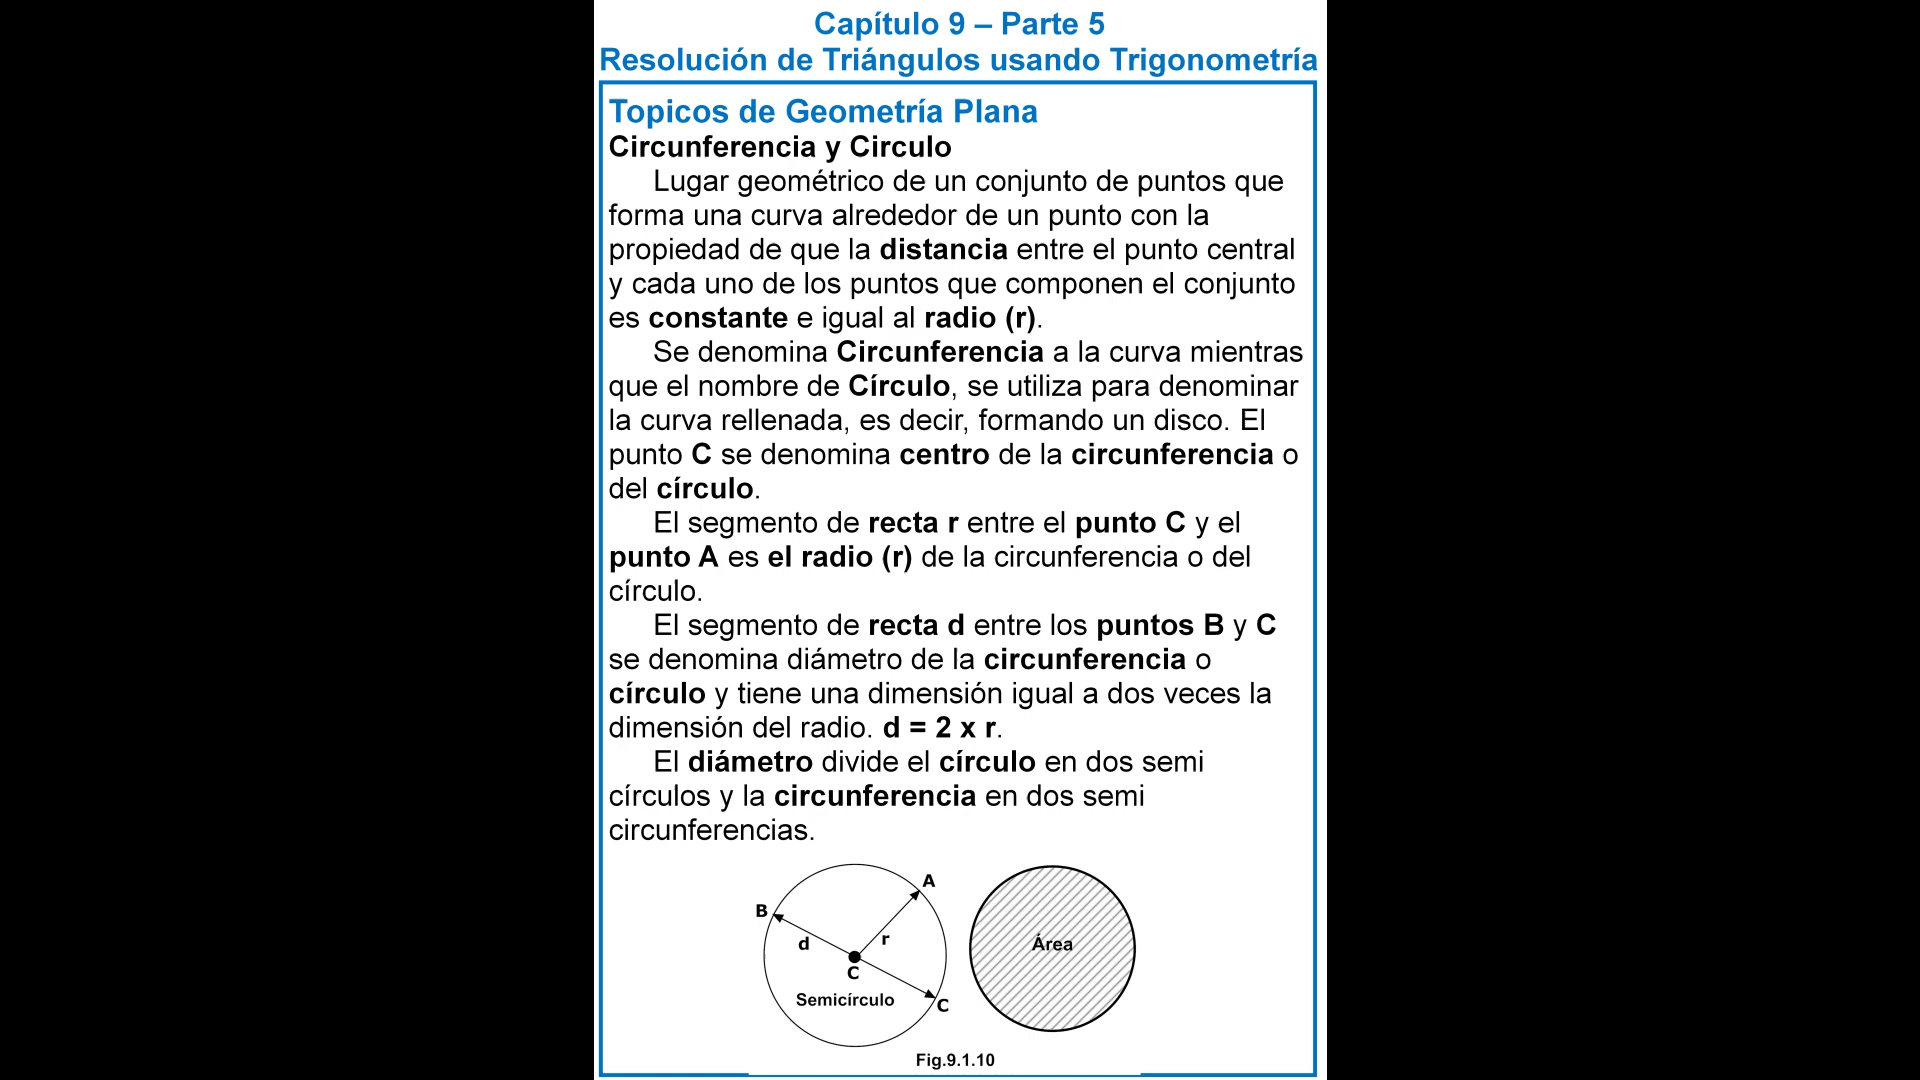 Capítulo 9 – Parte 5
Resolución de Triángulos usando Trigonometría
Topicos de Geometría Plana
Circunferencia y Circulo
Lugar geométrico de un conjunto de puntos que
forma una curva alrededor de un punto con la
propiedad de que la distancia entre el punto central
y cada uno de los puntos que componen el conjunto
es constante e igual al radio (r).
Se denomina Circunferencia a la curva mientras
que el nombre de Círculo, se utiliza para denominar
la curva rellenada, es decir, formando un disco. El
punto C se denomina centro de la circunferencia o
del círculo.
El segmento de recta r entre el punto C y el
punto A es el radio (r) de la circunferencia o del
círculo.
El segmento de recta d entre los puntos B y C
se denomina diámetro de la circunferencia o
círculo y tiene una dimensión igual a dos veces la
dimensión del radio. d = 2 x r.
El diámetro divide el círculo en dos semi
círculos y la circunferencia en dos semi
circunferencias.
A
B
d
r
C
Semicírculo
C
Área
Fig.9.1.10